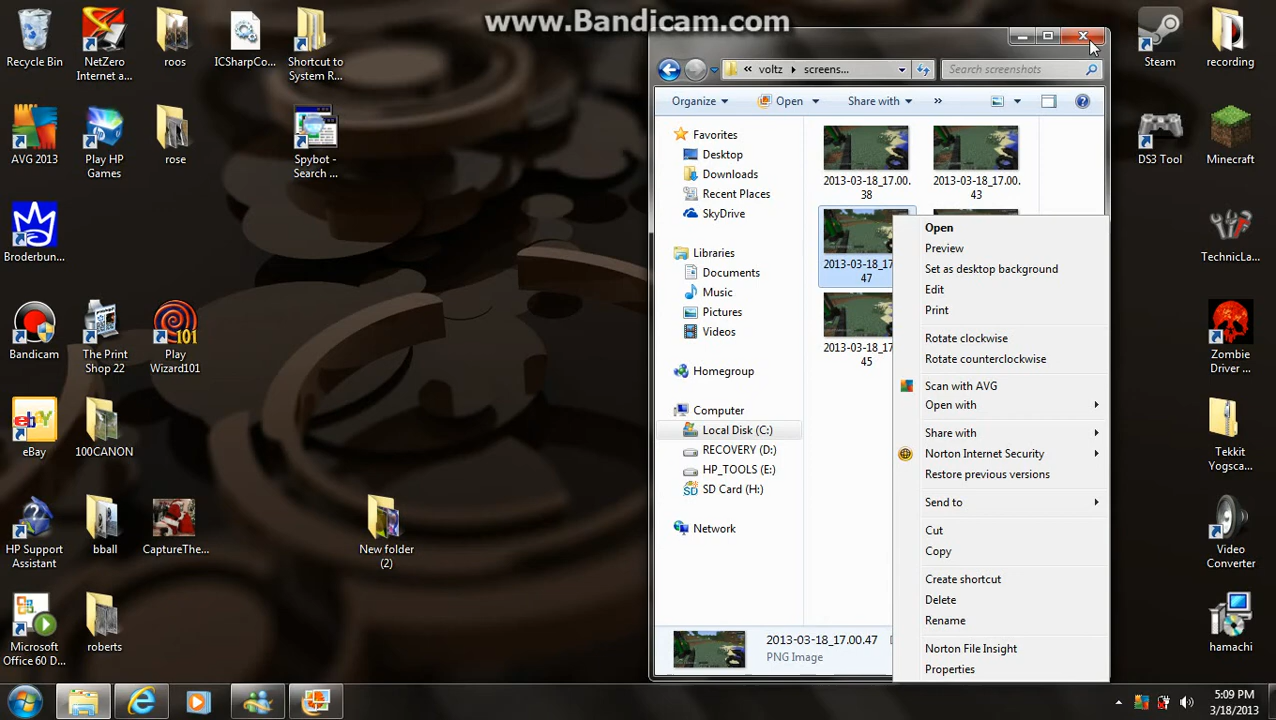 www.Bandicam.com
Recycle Bin
NetZero
Internet a...
roos
ICSharpCo...
Shortcut to
System R...
AVG 2013
Play HP
Games
rose
Spybot -
Search ...
Broderbun...
Bandicam
The Print
Shop 22
Play
Wizard101
eBay
100CANON
HP Support
Assistant
bball
CaptureThe...
New folder
(2)
Microsoft
Office 60 D...
roberts
« voltz ▸ screens...
Search screenshots
Organize
Open
Share with
»
Favorites
Desktop
Downloads
Recent Places
SkyDrive
Libraries
Documents
Music
Pictures
Videos
Homegroup
Computer
Local Disk (C:)
RECOVERY (D:)
HP_TOOLS (E:)
SD Card (H:)
Network
2013-03-18_17.00.
38
2013-03-18_17.00.
43
2013-03-18_17
47
2013-03-18_17
45
Open
Preview
Set as desktop background
Edit
Print
Rotate clockwise
Rotate counterclockwise
Scan with AVG
Open with
Share with
Norton Internet Security
Restore previous versions
Send to
Cut
Copy
Create shortcut
Delete
Rename
Norton File Insight
Properties
2013-03-18_17.00.47
PNG Image
Steam
recording
DS3 Tool
Minecraft
TechnicLa...
Zombie
Driver ...
Tekkit
Yogsca...
Video
Converter
hamachi
5:09 PM
3/18/2013